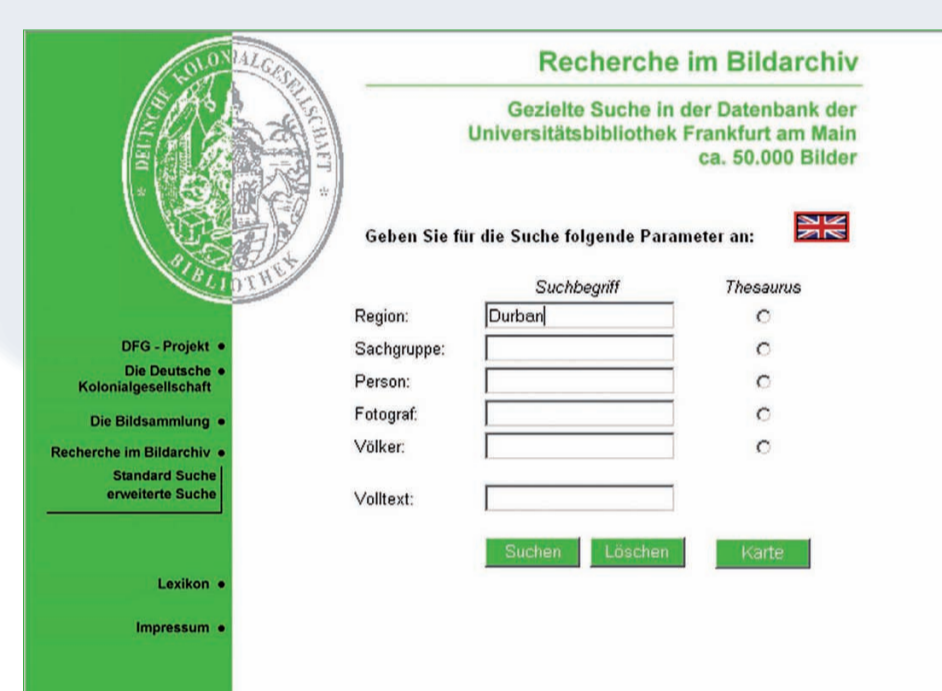 DEUTSCHE KOLONIALGESELLSCHAFT
BIBLIOTHEK
Recherche im Bildarchiv
Gezielte Suche in der Datenbank der
Universitätsbibliothek Frankfurt am Main
ca. 50.000 Bilder
Geben Sie für die Suche folgende Parameter an:
Suchbegriff Thesaurus
Region: Durban
Sachgruppe:
Person:
Fotograf:
Völker:
Volltext:
Suchen Löschen Karte
DFG - Projekt
Die Deutsche
Kolonialgesellschaft
Die Bildsammlung
Recherche im Bildarchiv
Standard Suche
erweiterte Suche
Lexikon
Impressum